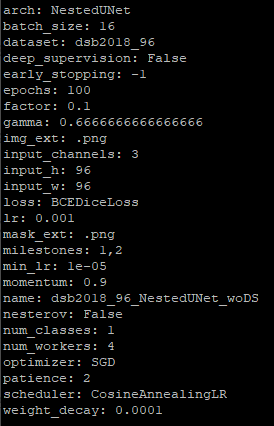 arch: NestedUNet
batch_size: 16
dataset: dsb2018_96
deep_supervision: False
early_stopping: -1
epochs: 100
factor: 0.1
gamma: 0.6666666666666666
img_ext: .png
input_channels: 3
input_h: 96
input_w: 96
loss: BCEDiceLoss
lr: 0.001
mask_ext: .png
milestones: 1,2
min_lr: 1e-05
momentum: 0.9
name: dsb2018_96_NestedUNet_woDS
nesterov: False
num_classes: 1
num_workers: 4
optimizer: SGD
patience: 2
scheduler: CosineAnnealingLR
weight_decay: 0.0001